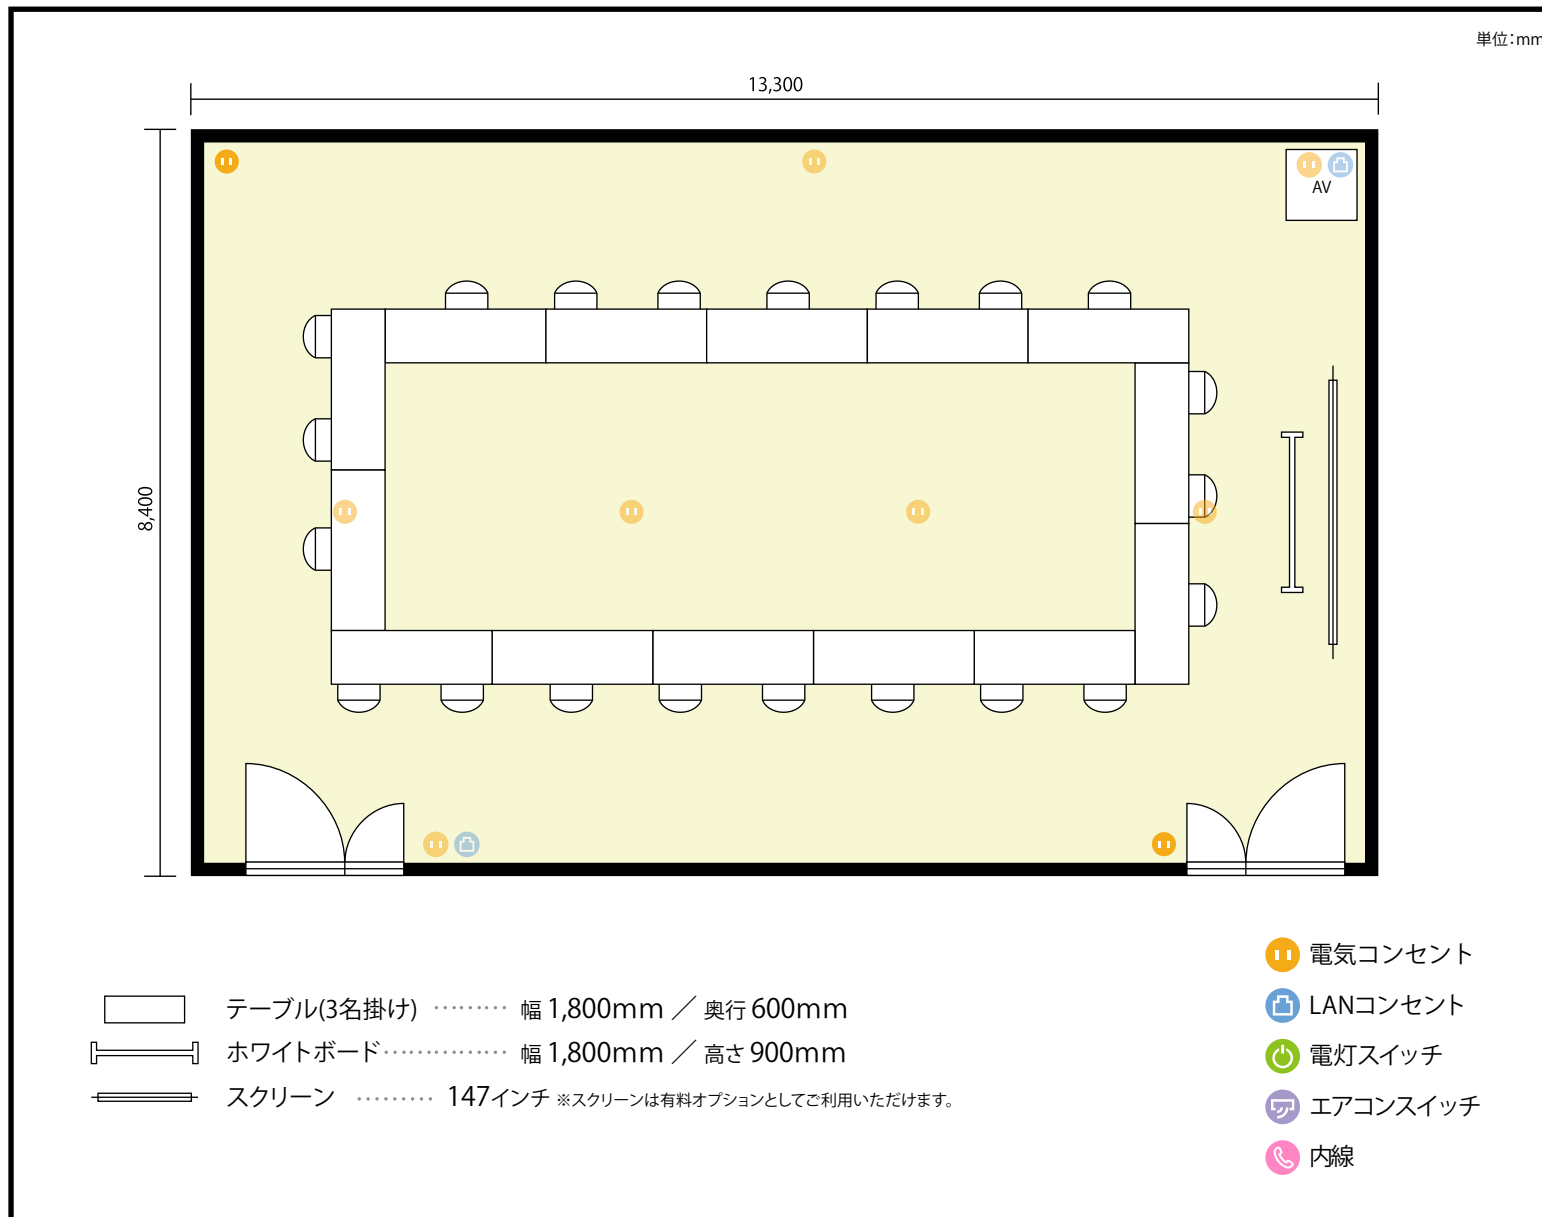 単位：mm
13,300
AV
8,400
電気コンセント
LANコンセント
電灯スイッチ
エアコンスイッチ
内線
テーブル(3名掛け) ········· 幅 1,800mm ／ 奥行 600mm
ホワイトボード ··············· 幅 1,800mm ／ 高さ 900mm
スクリーン ········· 147インチ ※スクリーンは有料オプションとしてご利用いただけます。